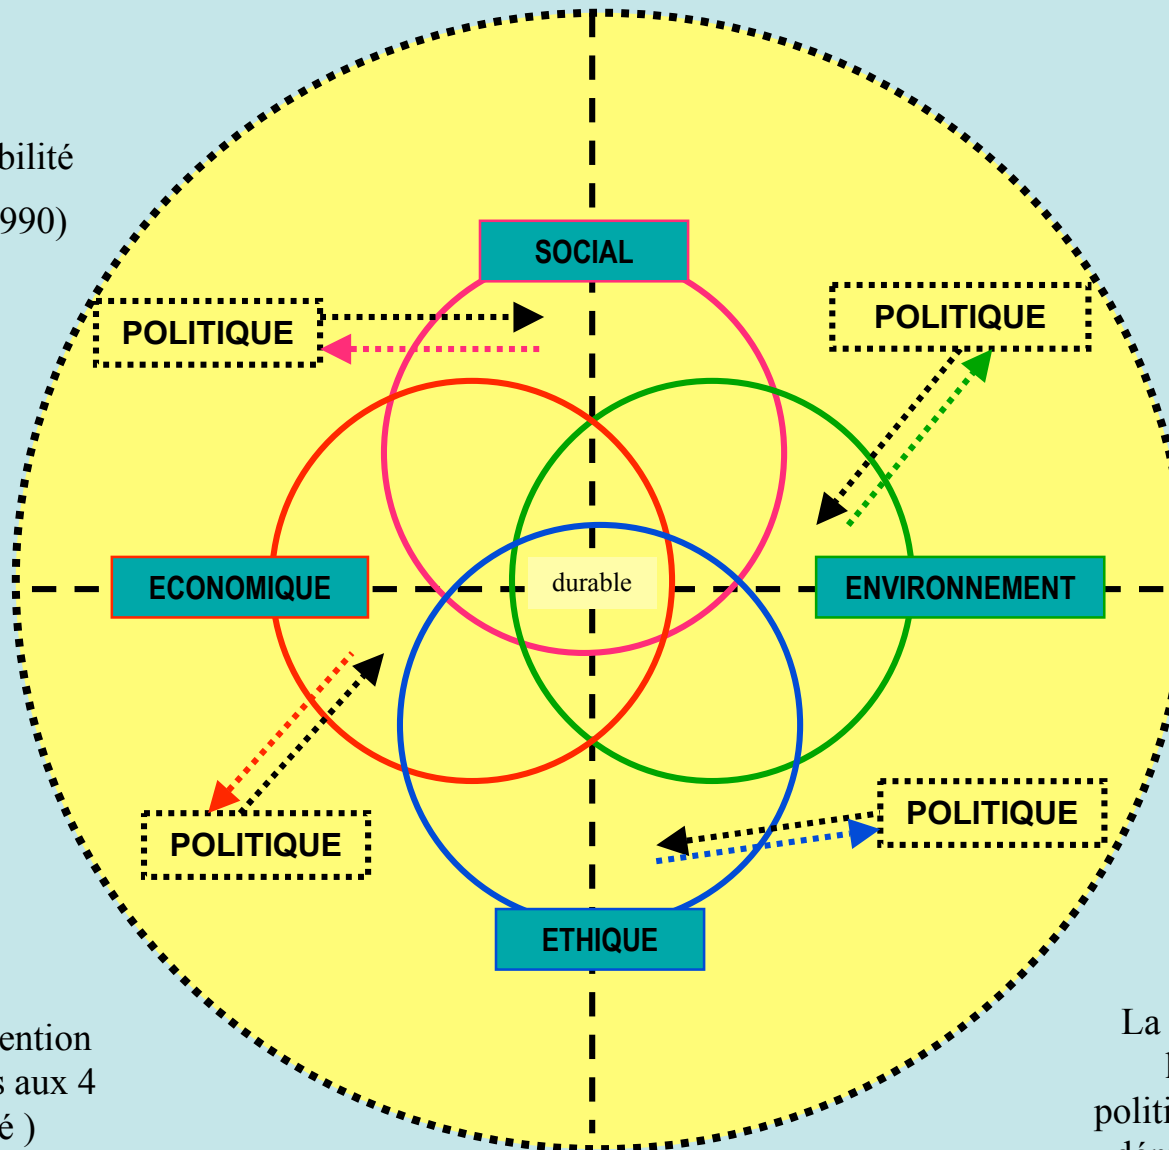 bilité
990)
SOCIAL
POLITIQUE
POLITIQUE
ECONOMIQUE
durable
ENVIRONNEMENT
POLITIQUE
POLITIQUE
ETHIQUE
ention
s aux 4
é )
La
politi